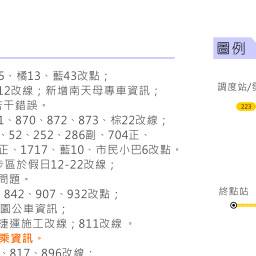 5、橘13、藍43改點；
12改線；新增南天母專車資訊；
若干錯誤。
1、870、872、873、棕22改線；
、52、252、286副、704正、
正、1717、藍10、市民小巴6改點。
區於假日12-22改線；
問題。
、842、907、932改點；
園公車資訊；
捷運施工改線；811改線。
乘資訊。
、817、896改線；
圖例
調度站/
223
終點站